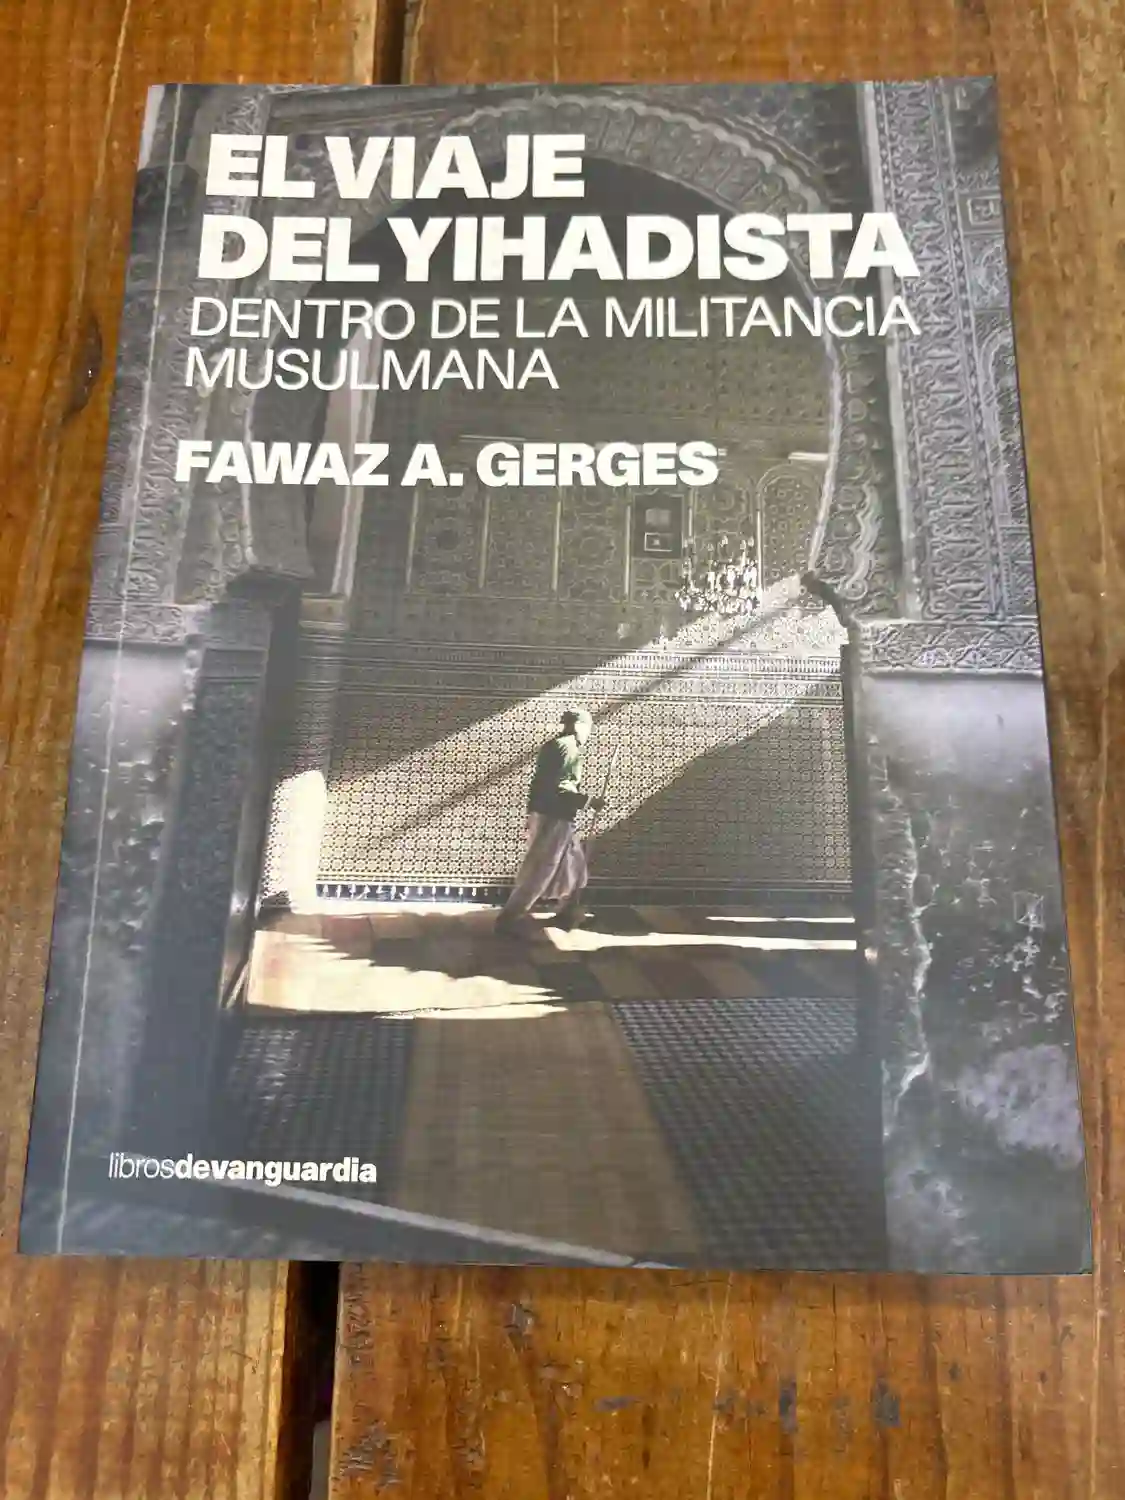 EL VIAJE
DEL YIHADISTA
DENTRO DE LA MILITANCIA
MUSULMANA
FAWAZ A. GERGES
librosdevanguardia